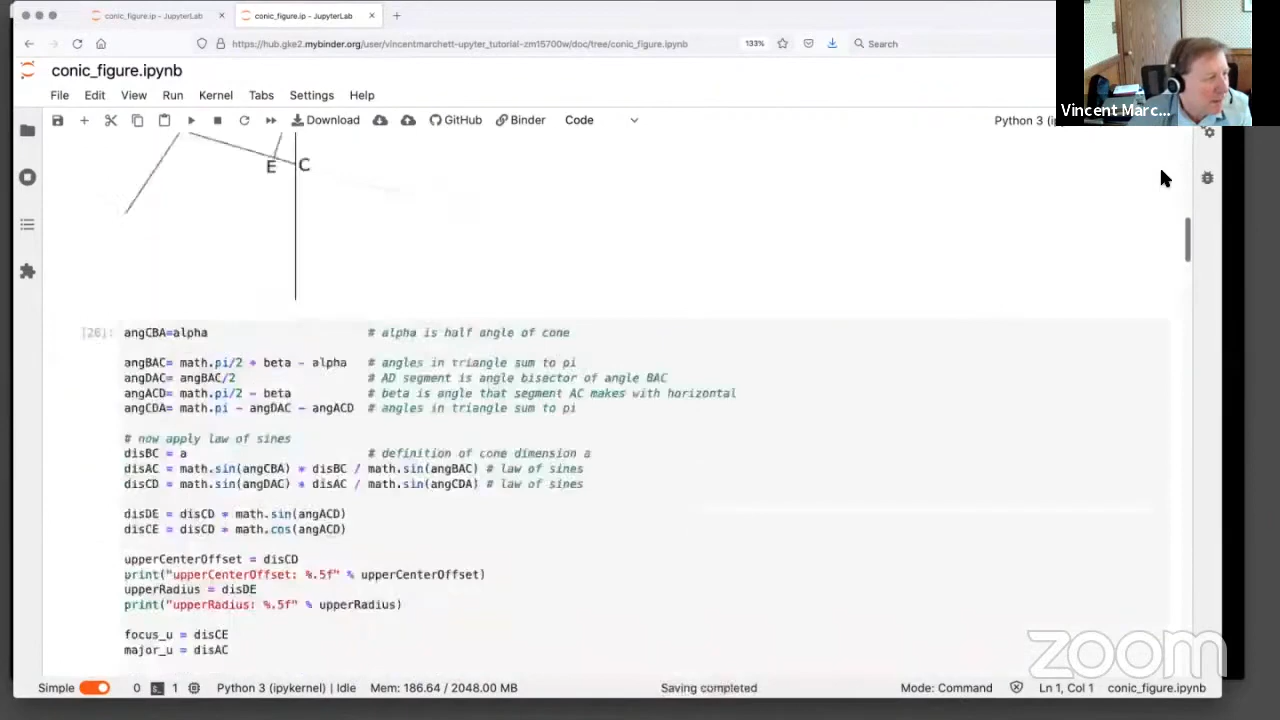 conic_figure.ip - JupyterLab
conic_figure.ip - JupyterLab
https://hub.gke2.mybinder.org/user/vincentmarchett-upyter_tutorial-zm15700w/doc/tree/conic_figure.ipynb
133%
Search
conic_figure.ipynb
File Edit View Run Kernel Tabs Settings Help
Download GitHub Binder Code
Python 3 (ip
Vincent Marc...
E C
[26]:
angCBA=alpha # alpha is half angle of cone
angBAC= math.pi/2 + beta - alpha # angles in triangle sum to pi
angDAC= angBAC/2 # AD segment is angle bisector of angle BAC
angACD= math.pi/2 - beta # beta is angle that segment AC makes with horizontal
angCDA= math.pi - angDAC - angACD # angles in triangle sum to pi
# now apply law of sines
disBC = a # definition of cone dimension a
disAC = math.sin(angCBA) * disBC / math.sin(angBAC) # law of sines
disCD = math.sin(angDAC) * disAC / math.sin(angCDA) # law of sines
disDE = disCD * math.sin(angACD)
disCE = disCD * math.cos(angACD)
upperCenterOffset = disCD
print("upperCenterOffset: %.5f" % upperCenterOffset)
upperRadius = disDE
print("upperRadius: %.5f" % upperRadius)
focus_u = disCE
major_u = disAC
zoom
Simple 0 1 Python 3 (ipykernel) | Idle Mem: 186.64 / 2048.00 MB Saving completed Mode: Command Ln 1, Col 1 conic_figure.ipynb